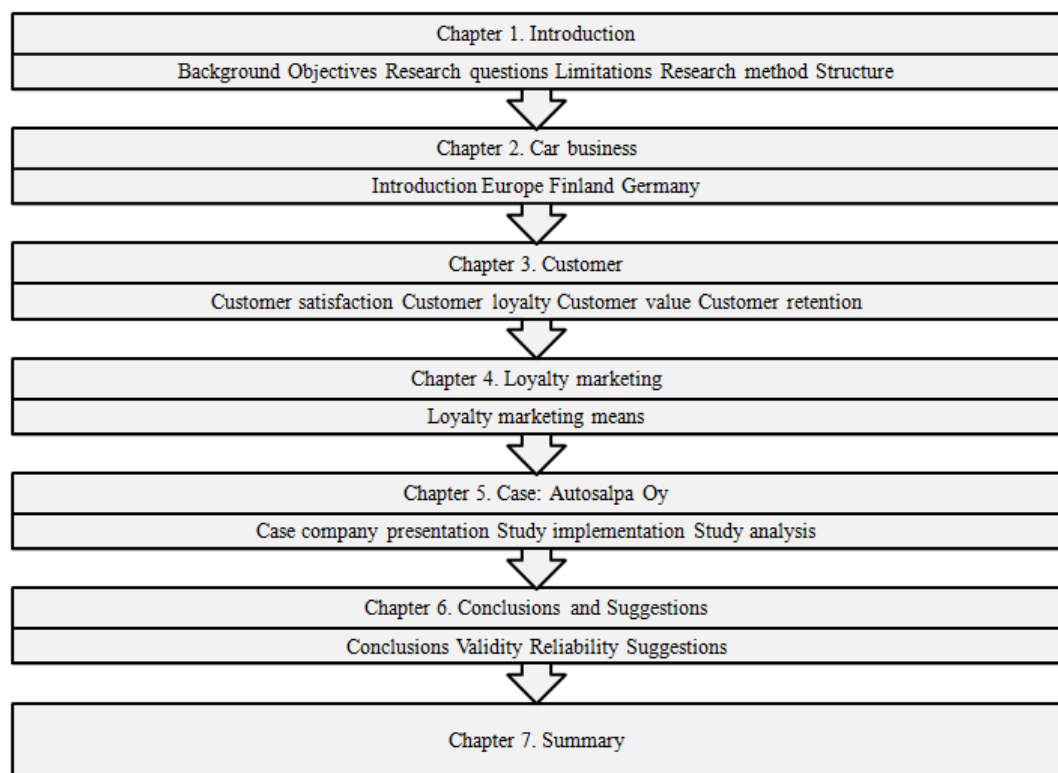 Chapter 1. Introduction
Background Objectives Research questions Limitations Research method Structure
Chapter 2. Car business
Introduction Europe Finland Germany
Chapter 3. Customer
Customer satisfaction Customer loyalty Customer value Customer retention
Chapter 4. Loyalty marketing
Loyalty marketing means
Chapter 5. Case: Autosalpa Oy
Case company presentation Study implementation Study analysis
Chapter 6. Conclusions and Suggestions
Conclusions Validity Reliability Suggestions
Chapter 7. Summary